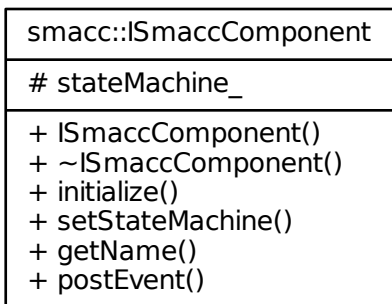 smacc::ISmaccComponent
# stateMachine_
+ ISmaccComponent()
+ ~ISmaccComponent()
+ initialize()
+ setStateMachine()
+ getName()
+ postEvent()